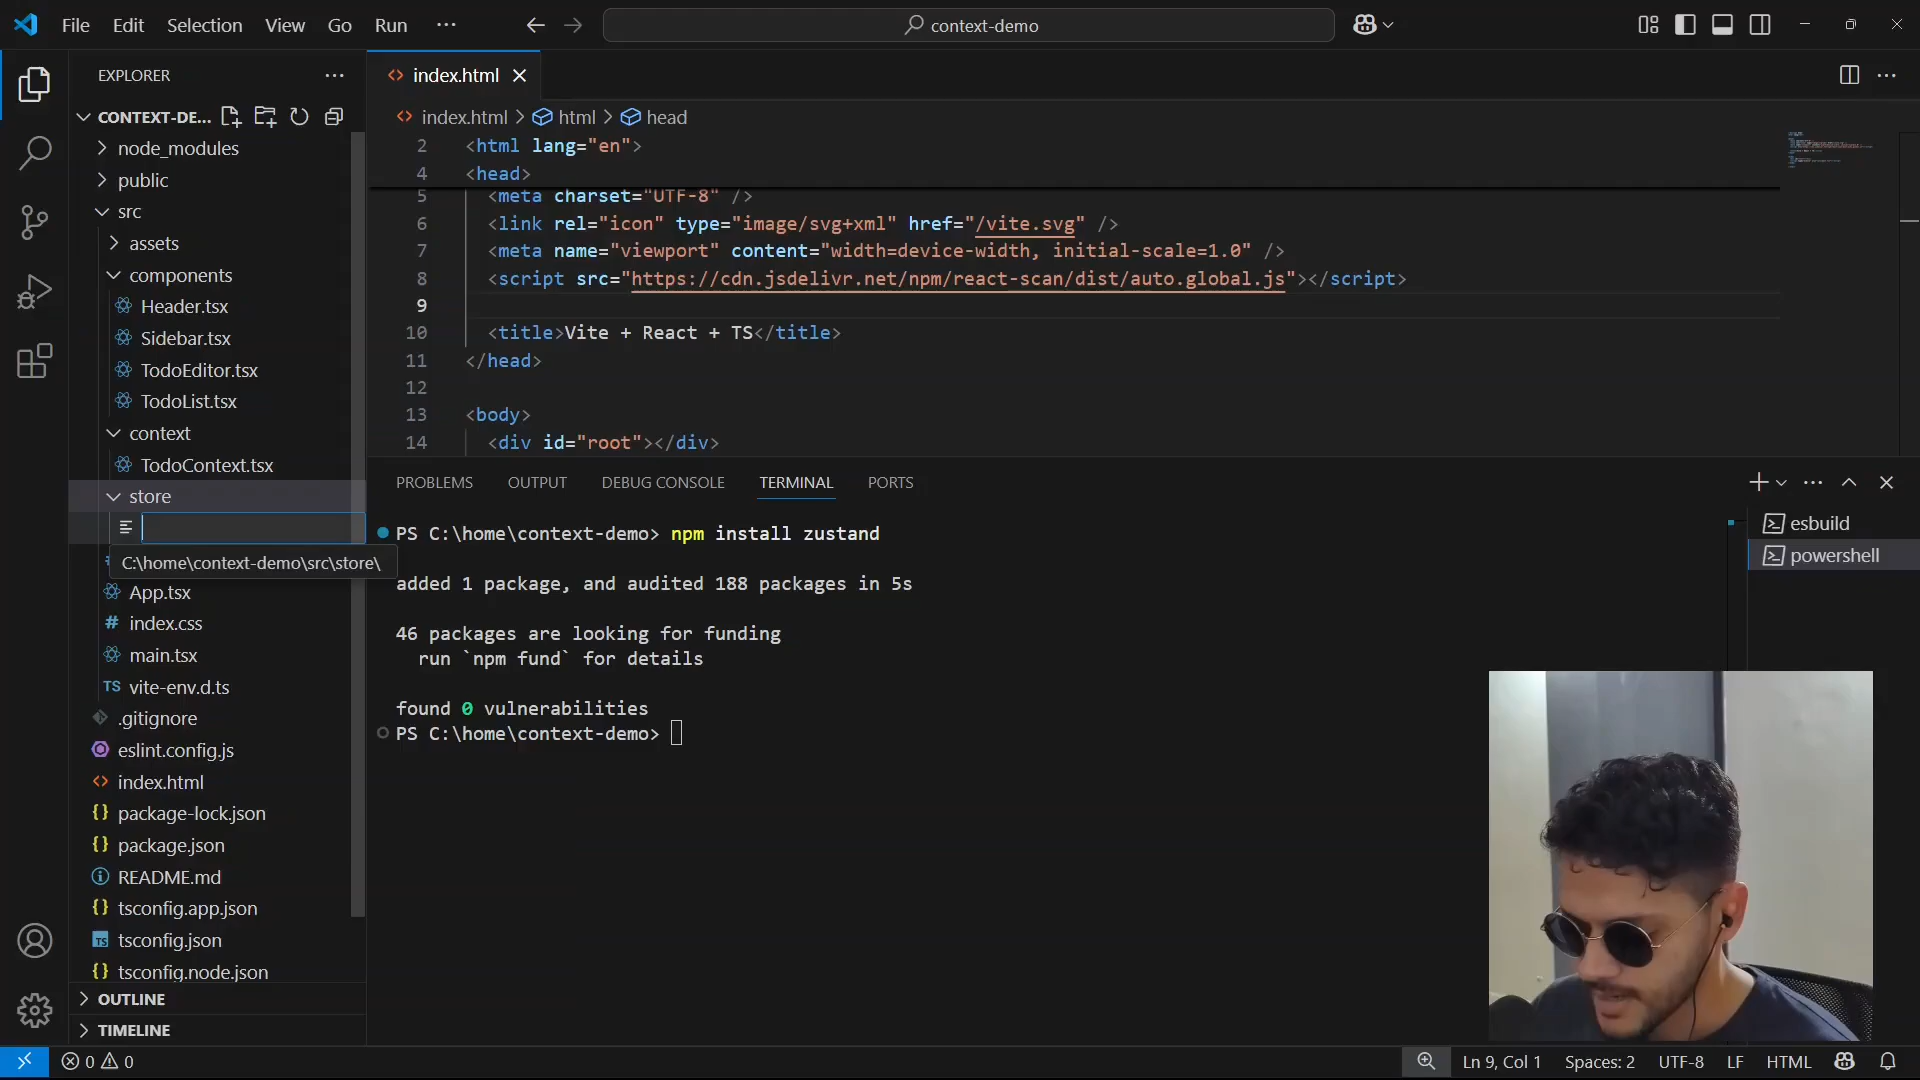 File Edit Selection View Go Run ···
context-demo
EXPLORER
CONTEXT-DE...
node_modules
public
src
assets
components
Header.tsx
Sidebar.tsx
TodoEditor.tsx
TodoList.tsx
context
TodoContext.tsx
store
C:\home\context-demo\src\store\
App.tsx
# index.css
main.tsx
TS vite-env.d.ts
.gitignore
eslint.config.js
<> index.html
{} package-lock.json
{} package.json
README.md
{} tsconfig.app.json
TS tsconfig.json
{} tsconfig.node.json
OUTLINE
TIMELINE
<> index.html
<> index.html > html > head
2 <html lang="en">
4 <head>
5 <meta charset="UTF-8" />
6 <link rel="icon" type="image/svg+xml" href="/vite.svg" />
7 <meta name="viewport" content="width=device-width, initial-scale=1.0" />
8 <script src="https://cdn.jsdelivr.net/npm/react-scan/dist/auto.global.js"></script>
9
10 <title>Vite + React + TS</title>
11 </head>
12
13 <body>
14 <div id="root"></div>
PROBLEMS OUTPUT DEBUG CONSOLE TERMINAL PORTS
PS C:\home\context-demo> npm install zustand
added 1 package, and audited 188 packages in 5s
46 packages are looking for funding
run `npm fund` for details
found 0 vulnerabilities
PS C:\home\context-demo>
esbuild
powershell
0 0
Ln 9, Col 1 Spaces: 2 UTF-8 LF HTML